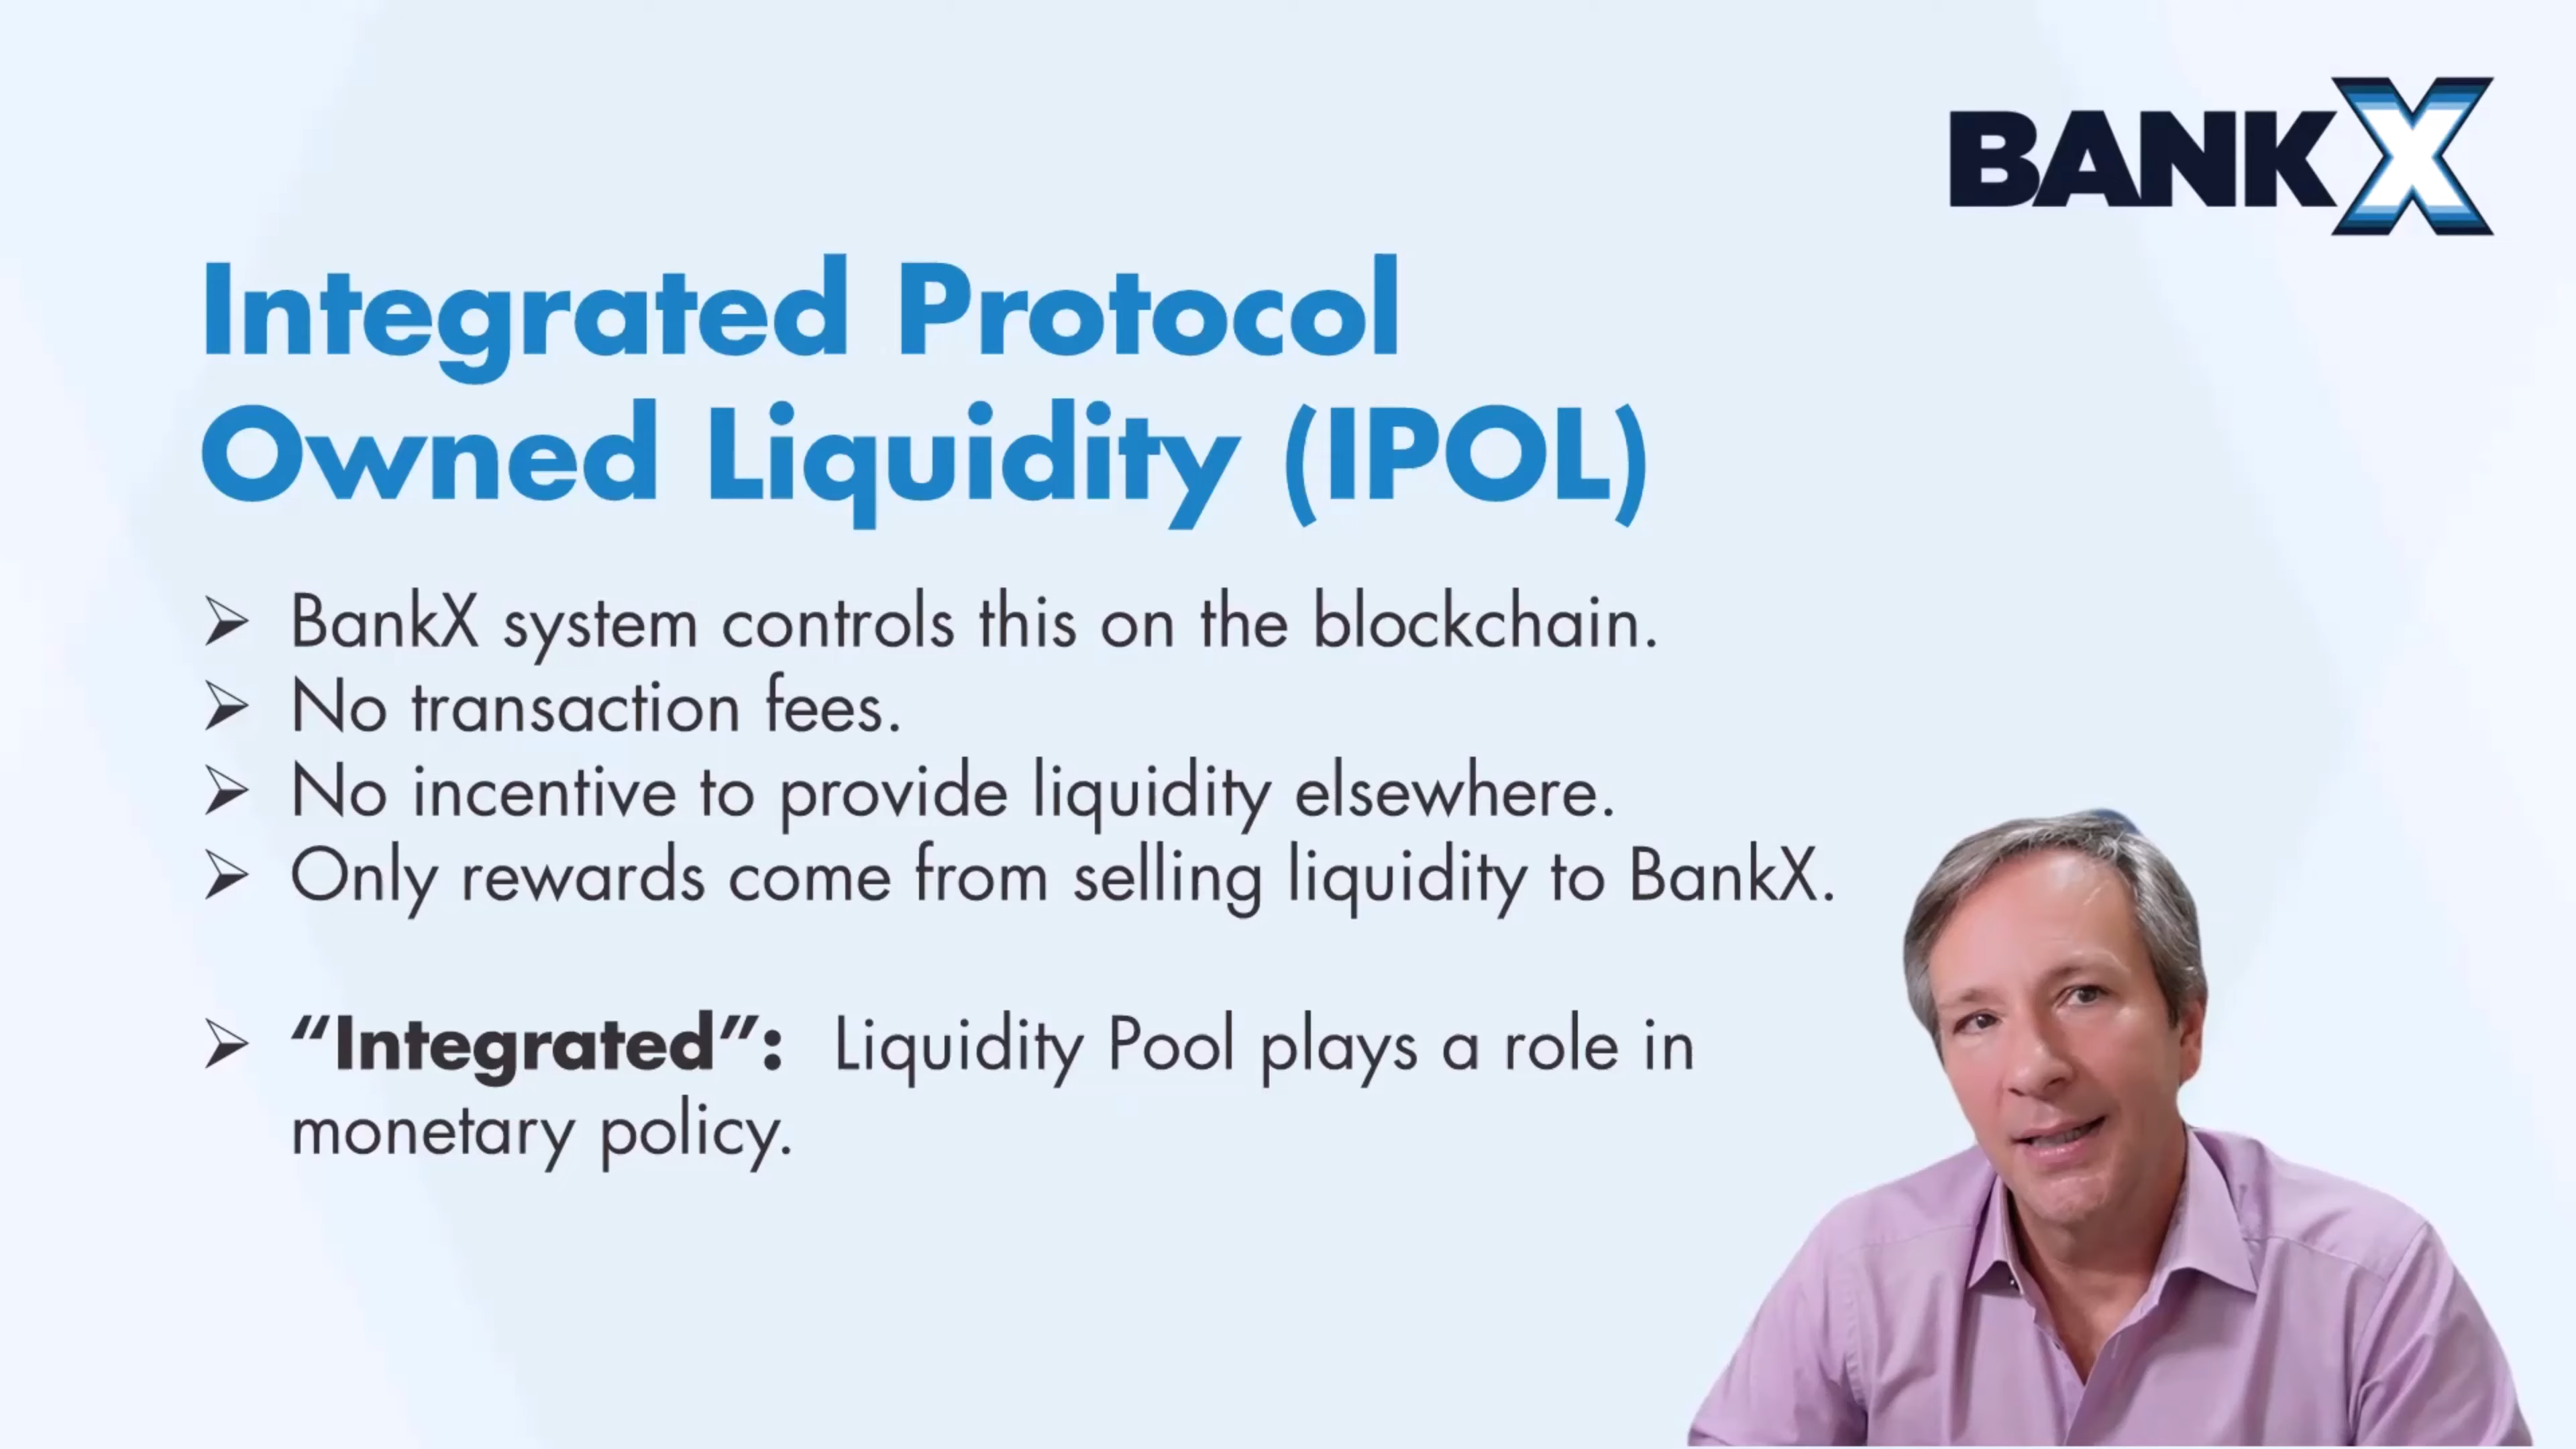 BANKX
Integrated Protocol
Owned Liquidity (IPOL)
➢ BankX system controls this on the blockchain.
➢ No transaction fees.
➢ No incentive to provide liquidity elsewhere.
➢ Only rewards come from selling liquidity to BankX.
➢ “Integrated”: Liquidity Pool plays a role in
monetary policy.